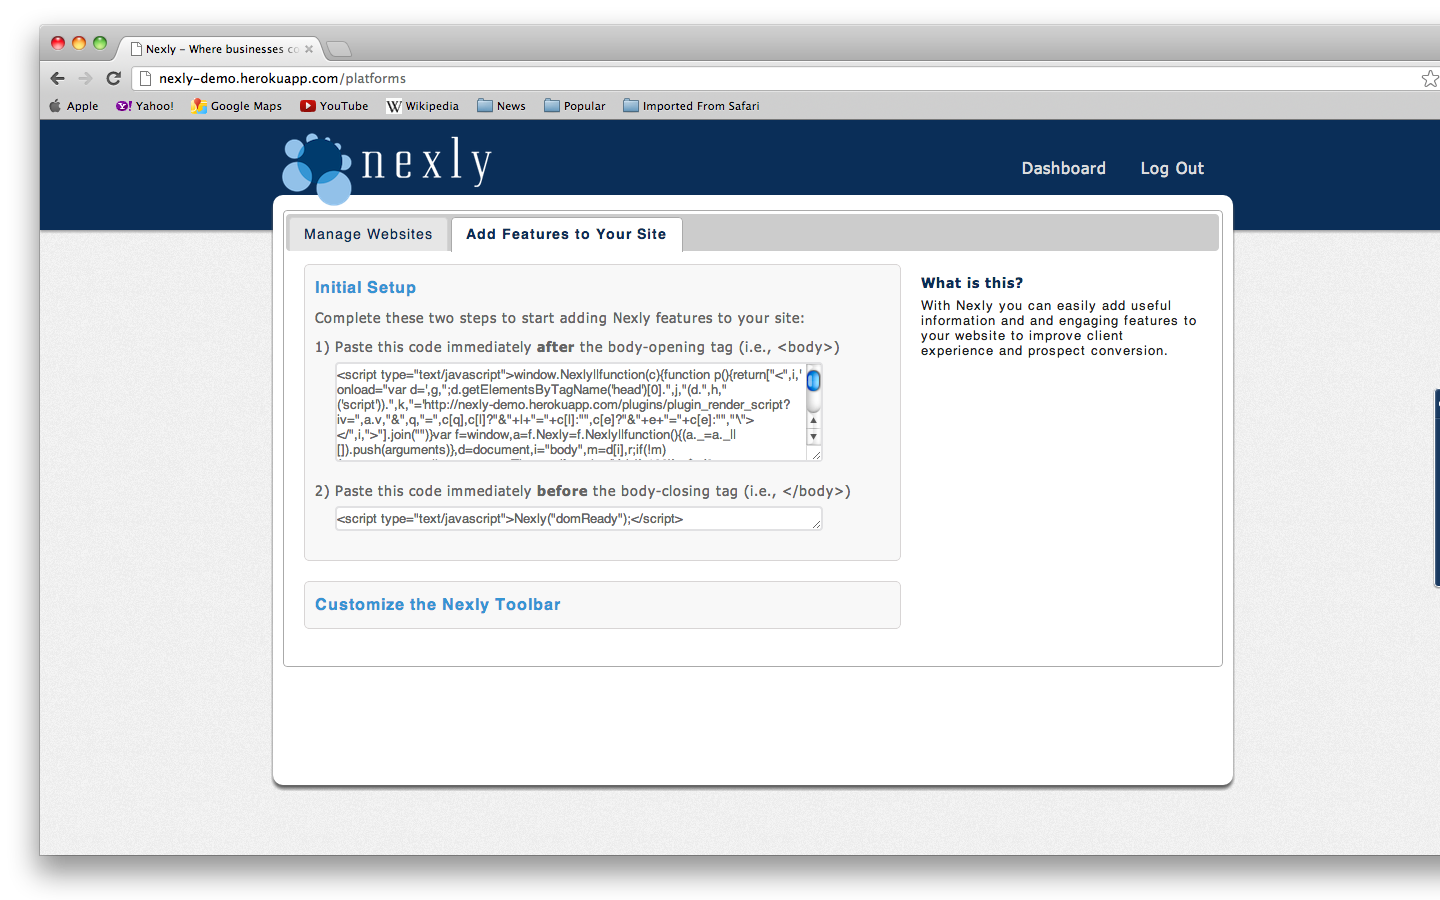 Nexly – Where businesses co
nexly-demo.herokuapp.com/platforms
Apple Yahoo! Google Maps YouTube Wikipedia News Popular Imported From Safari
nexly
Dashboard Log Out
Manage Websites Add Features to Your Site
Initial Setup
Complete these two steps to start adding Nexly features to your site:
1) Paste this code immediately after the body-opening tag (i.e., <body>)
<script type="text/javascript">window.Nexly||function(c){function p(){return["<",i,'
onload="var d=',g,";d.getElementsByTagName('head')[0].",j,"(d.",h,"
('script')).",k,"='http://nexly-demo.herokuapp.com/plugins/plugin_render_script?
iv=",a.v,"&",q,"=",c[q],c[l]?"&"+l+"="+c[l]:"",c[e]?"&"+e+"="+c[e]:"","'\">
</",i,">"].join("")}var f=window,a=f.Nexly=f.Nexly||function(){(a._=a._||
[]).push(arguments)},d=document,i="body",m=d[i],r;if(!m)
2) Paste this code immediately before the body-closing tag (i.e., </body>)
<script type="text/javascript">Nexly("domReady");</script>
Customize the Nexly Toolbar
What is this?
With Nexly you can easily add useful
information and and engaging features to
your website to improve client
experience and prospect conversion.